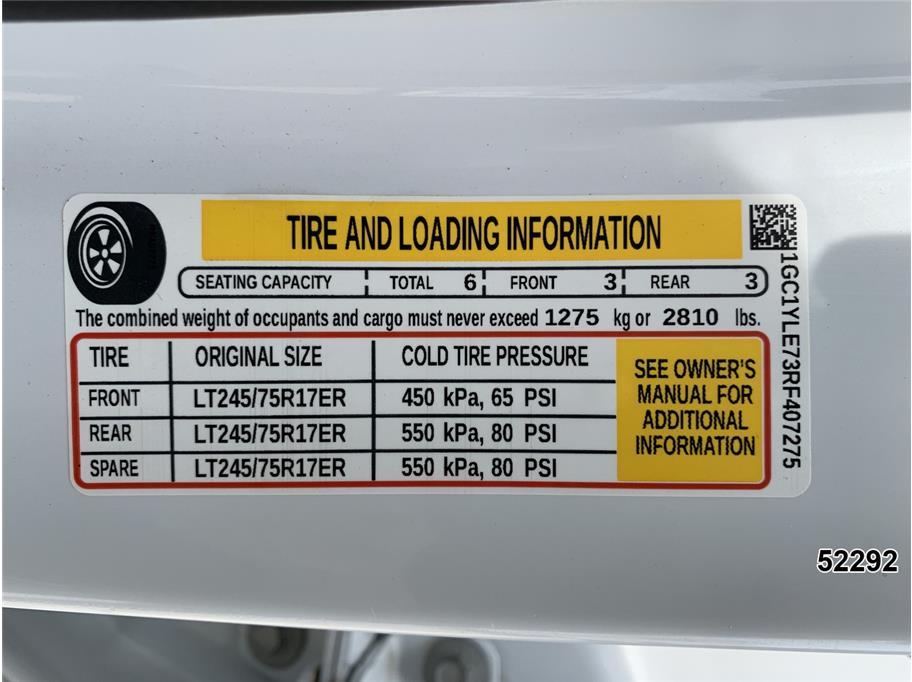 TIRE AND LOADING INFORMATION
SEATING CAPACITY TOTAL 6 FRONT 3 REAR 3
The combined weight of occupants and cargo must never exceed 1275 kg or 2810 lbs.
TIRE ORIGINAL SIZE COLD TIRE PRESSURE
FRONT LT245/75R17ER 450 kPa, 65 PSI
REAR LT245/75R17ER 550 kPa, 80 PSI
SPARE LT245/75R17ER 550 kPa, 80 PSI
SEE OWNER'S
MANUAL FOR
ADDITIONAL
INFORMATION
1GC1YLE73RF407275
52292